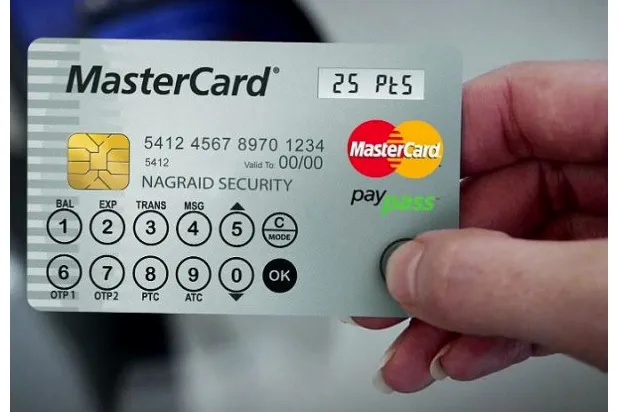 MasterCard®
25 Pts
5412 4567 8970 1234
5412 Valid To: 00/00
NAGRAID SECURITY
MasterCard
paypass
BAL EXP TRANS MSG
1 2 3 4 5 C MODE
6 7 8 9 0 OK
OTP 1 OTP 2 PTC ATC